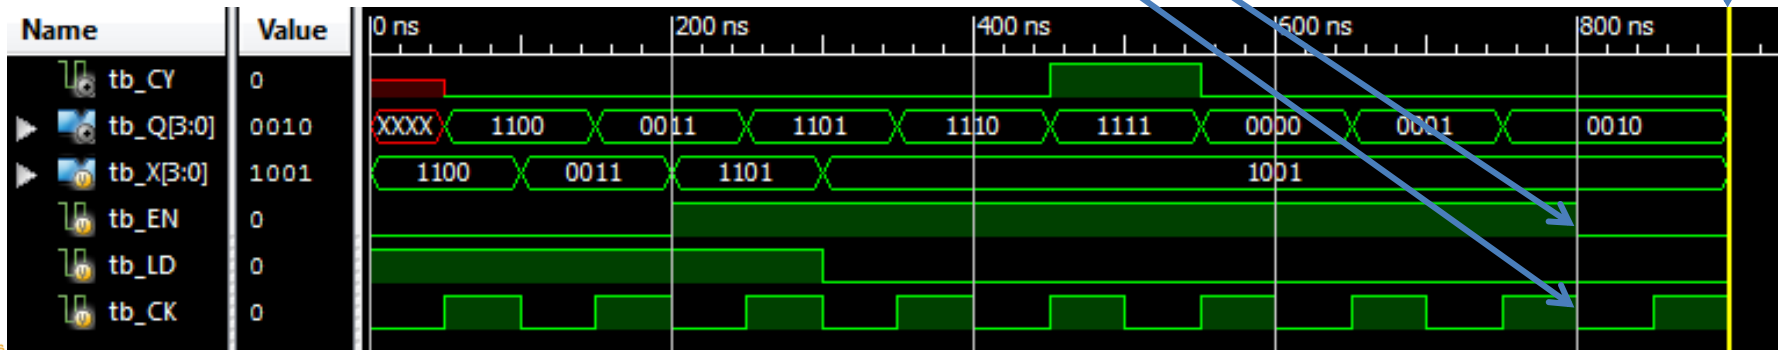 Name Value 0 ns 200 ns 400 ns 600 ns 800 ns
tb_CY 0
tb_Q[3:0] 0010 XXXX 1100 0011 1101 1110 1111 0000 0001 0010
tb_X[3:0] 1001 1100 0011 1101 1001
tb_EN 0
tb_LD 0
tb_CK 0